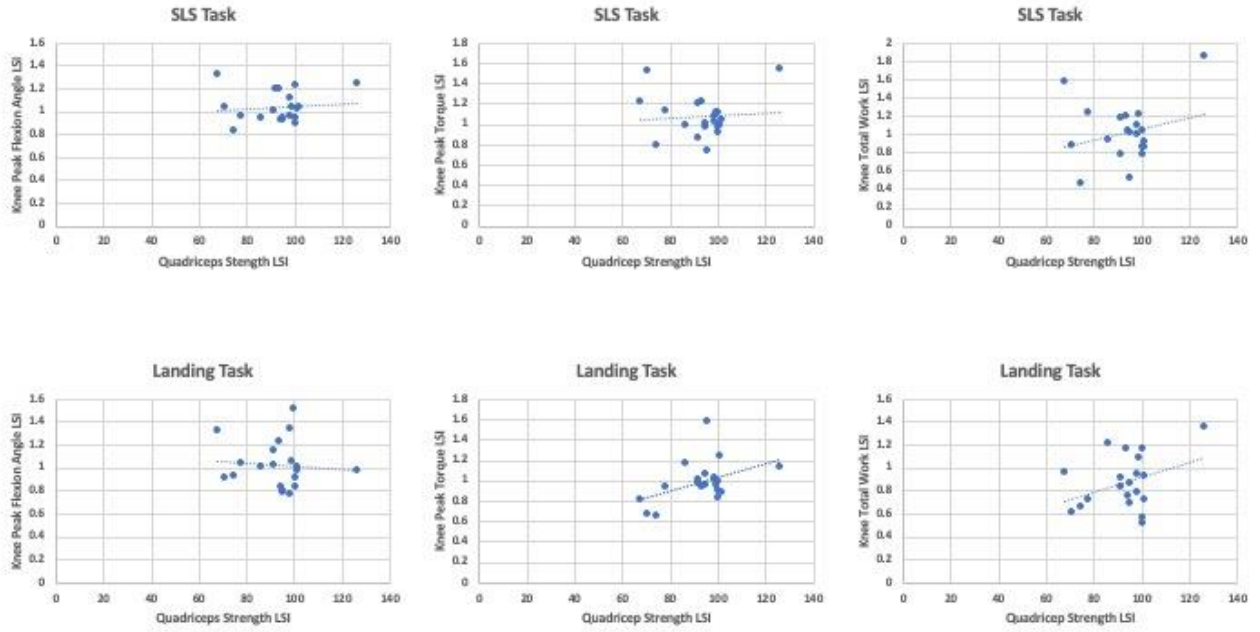 SLS Task
SLS Task
SLS Task
Knee Peak Flexion Angle LSI
1.6
1.4
1.2
1
0.8
0.6
0.4
0.2
0
0 20 40 60 80 100 120 140
Quadriceps Stength LSI
Knee Peak Torque LSI
1.8
1.6
1.4
1.2
1
0.8
0.6
0.4
0.2
0
0 20 40 60 80 100 120 140
Quadricep Strength LSI
Knee Total Work LSI
2
1.8
1.6
1.4
1.2
1
0.8
0.6
0.4
0.2
0
0 20 40 60 80 100 120 140
Quadricep Strength LSI
Landing Task
Landing Task
Landing Task
Knee Peak Flexion Angle LSI
1.6
1.4
1.2
1
0.8
0.6
0.4
0.2
0
0 20 40 60 80 100 120 140
Quadriceps Strength LSI
Knee Peak Torque LSI
1.8
1.6
1.4
1.2
1
0.8
0.6
0.4
0.2
0
0 20 40 60 80 100 120 140
Quadricep Strength LSI
Knee Total Work LSI
1.6
1.4
1.2
1
0.8
0.6
0.4
0.2
0
0 20 40 60 80 100 120 140
Quadricep Strength LSI